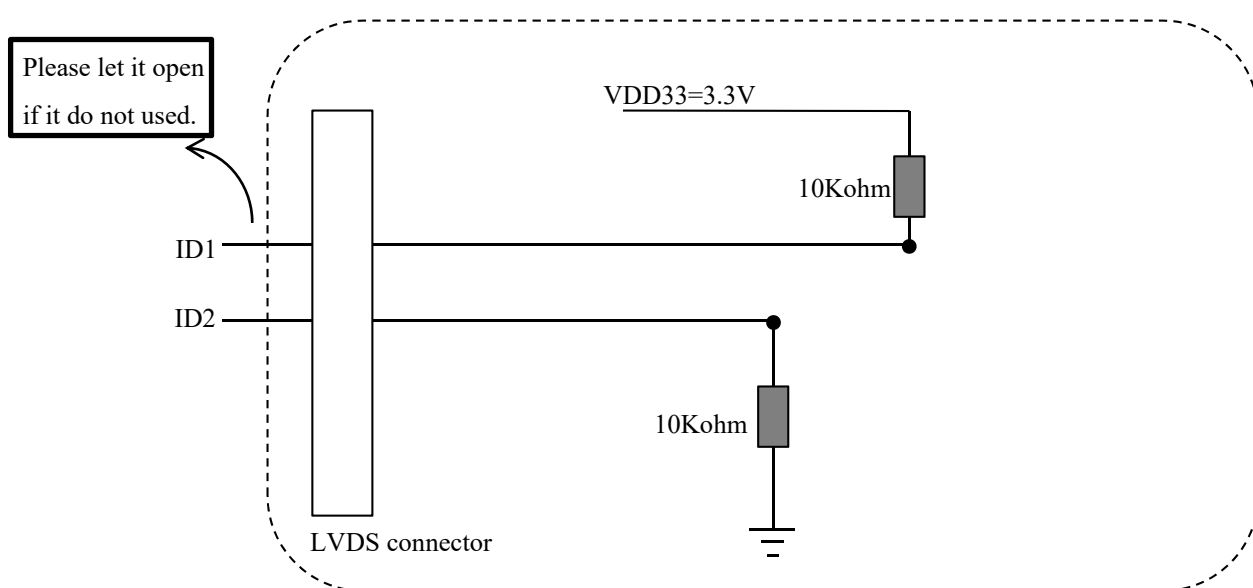 Please let it open
if it do not used.
VDD33=3.3V
10Kohm
ID1
ID2
10Kohm
LVDS connector